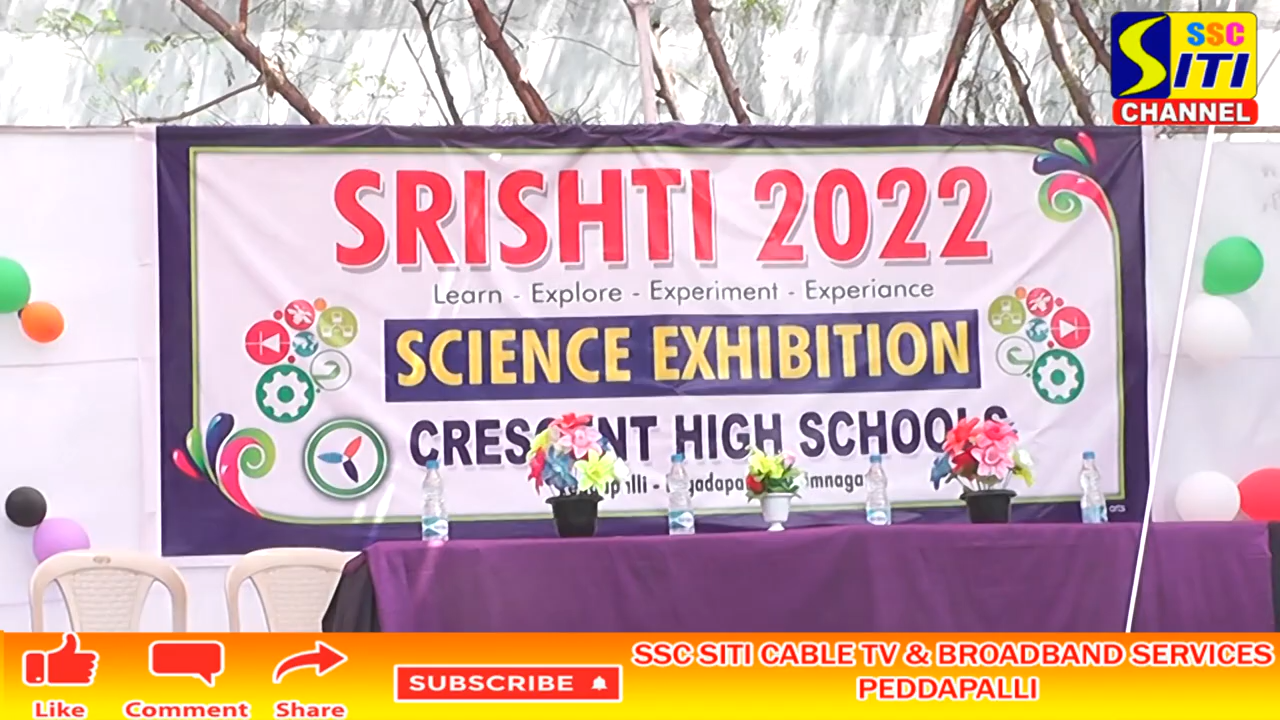 SSC
SITI
CHANNEL
SRISHTI 2022
Learn - Explore - Experiment - Experiance
SCIENCE EXHIBITION
HIGH SCHOOLS
Like
Comment
Share
SUBSCRIBE
SSC SITI CABLE TV & BROADBAND SERVICES
PEDDAPALLI